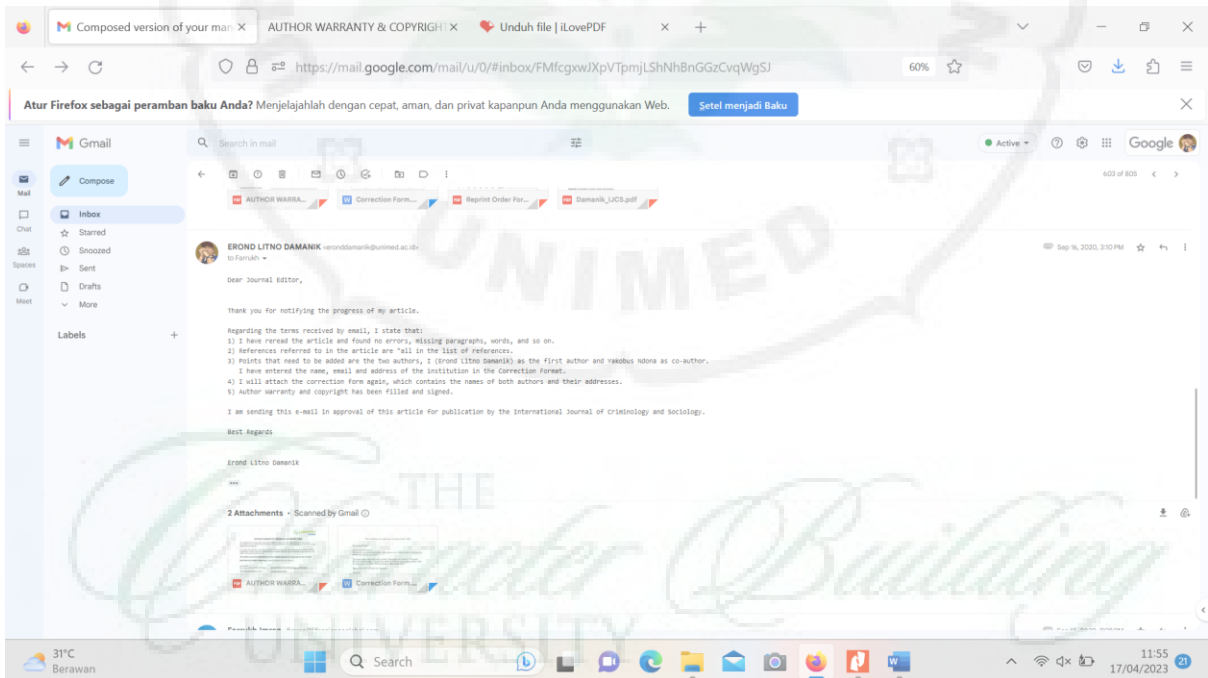 Composed version of your man
AUTHOR WARRANTY & COPYRIGHT
Unduh file | iLovePDF
https://mail.google.com/mail/u/0/#inbox/FMfcgxwJXpVTpmjLShNhBnGGzCvqWgSJ
60%
Atur Firefox sebagai peramban baku Anda? Menjelajahlah dengan cepat, aman, dan privat kapanpun Anda menggunakan Web.
Setel menjadi Baku
Gmail
Search in mail
Active
Google
Mail
Compose
603 of 805
Chat
Inbox
Starred
Spaces
Snoozed
Sent
Meet
Drafts
More
Labels
AUTHOR WARRA...
Correction Form....
Reprint Order For...
Damanik_IJCS.pdf
EROND LITNO DAMANIK <eronddamanik@unimed.ac.id>
Sep 16, 2020, 3:10 PM
to Farrukh
Dear Journal Editor,
Thank you for notifying the progress of my article.
Regarding the terms received by email, I state that:
1) I have reread the article and found no errors, missing paragraphs, words, and so on.
2) References referred to in the article are "all in the list of references.
3) Points that need to be added are the two authors, I (Erond Litno Damanik) as the first author and Yakobus Ndona as co-author.
I have entered the name, email and address of the institution in the Correction Format.
4) I will attach the correction form again, which contains the names of both authors and their addresses.
5) Author warranty and copyright has been filled and signed.
I am sending this e-mail in approval of this article for publication by the International Journal of Criminology and Sociology.
Best Regards
Erond Litno Damanik
2 Attachments • Scanned by Gmail
AUTHOR WARRA...
Correction Form....
UNIMED
THE
Character Building
UNIVERSITY
31°C
Berawan
Search
11:55
17/04/2023
21